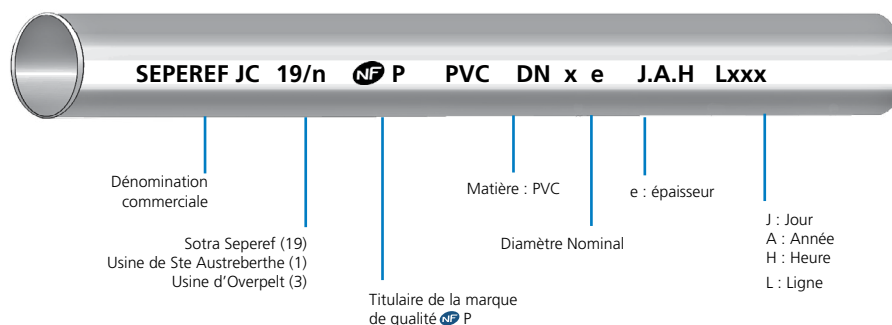 SEPEREF JC 19/n NF P PVC DN x e J.A.H Lxxx
Dénomination
commerciale
Sotra Seperef (19)
Usine de Ste Austreberthe (1)
Usine d'Overpelt (3)
Titulaire de la marque
de qualité NF P
Matière : PVC
Diamètre Nominal
e : épaisseur
J : Jour
A : Année
H : Heure
L : Ligne